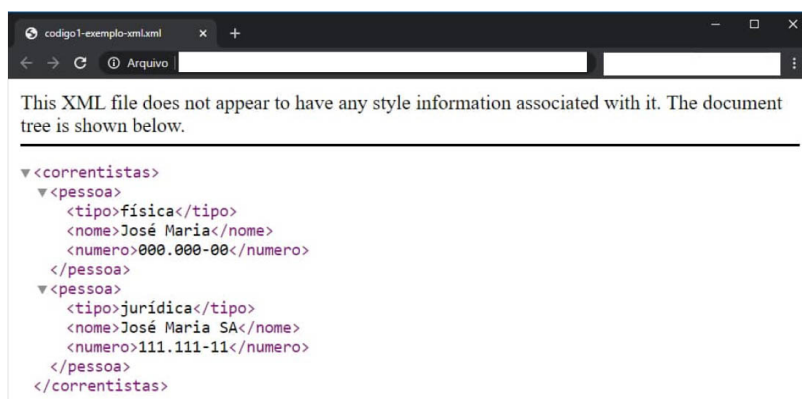 codigo1-exemplo-xml.xml
Arquivo
This XML file does not appear to have any style information associated with it. The document
tree is shown below.
▼<correntistas>
▼<pessoa>
<tipo>física</tipo>
<nome>José Maria</nome>
<numero>000.000-00</numero>
</pessoa>
▼<pessoa>
<tipo>jurídica</tipo>
<nome>José Maria SA</nome>
<numero>111.111-11</numero>
</pessoa>
</correntistas>